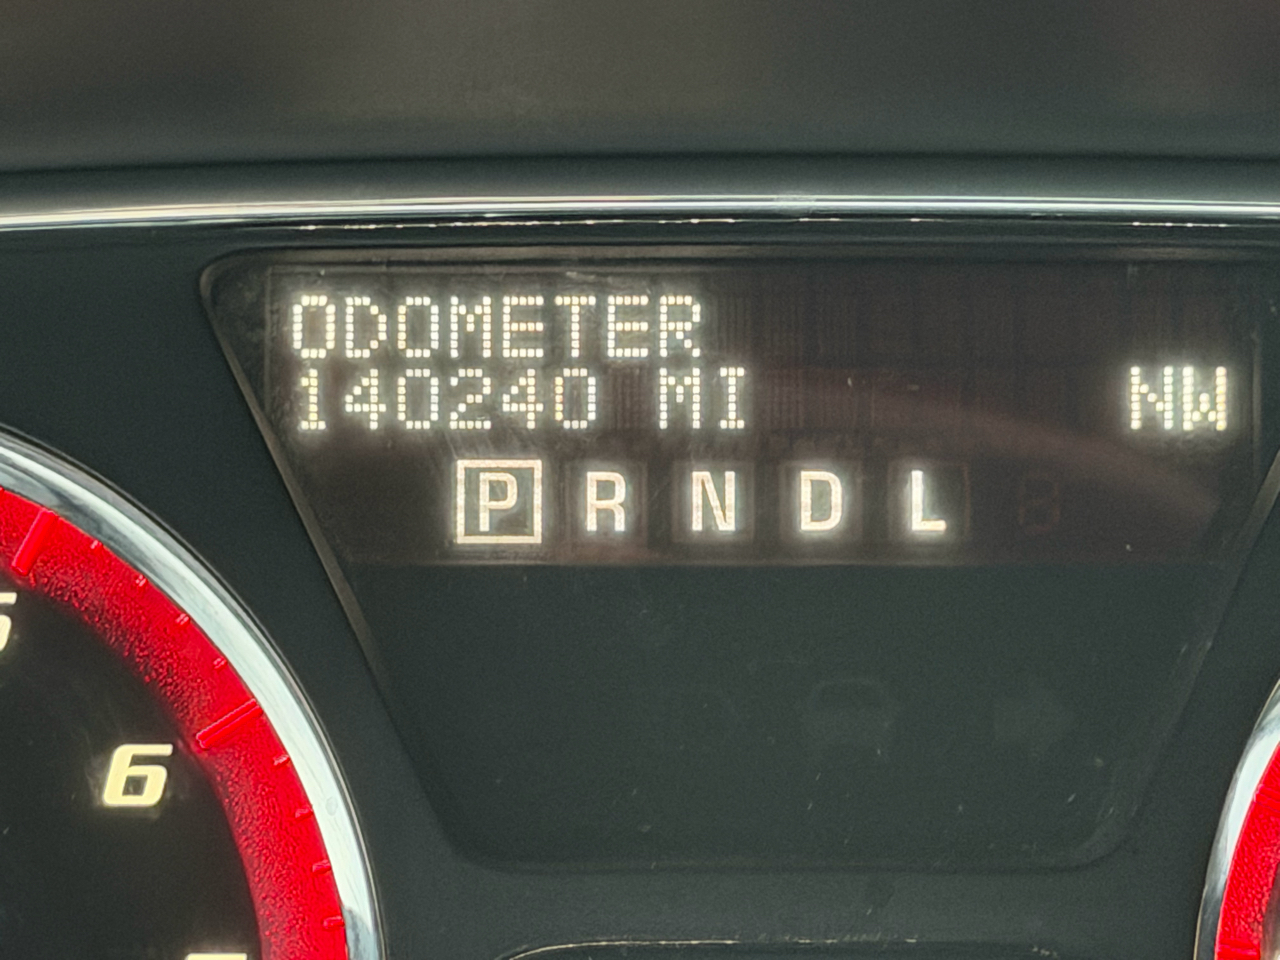 ODOMETER
140240 MI NW
P R N D L
6